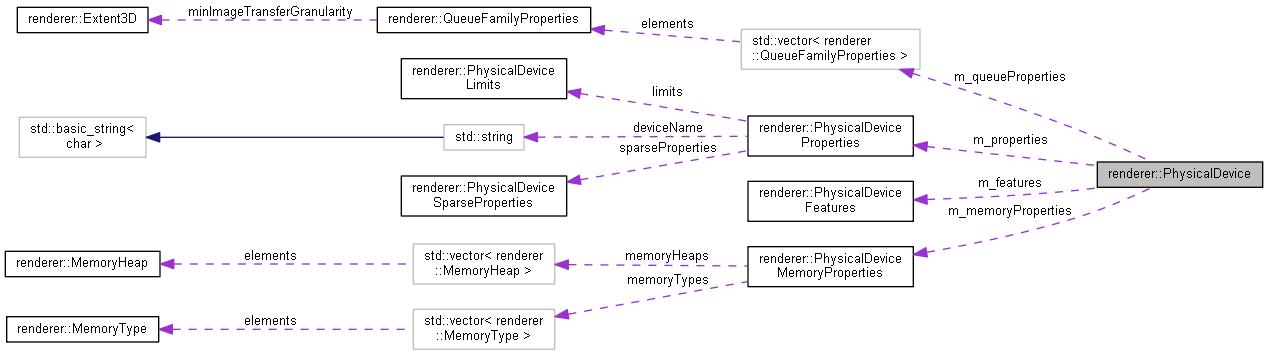 renderer::Extent3D
minImageTransferGranularity
renderer::QueueFamilyProperties
elements
std::vector< renderer
::QueueFamilyProperties >
m_queueProperties
renderer::PhysicalDevice
Limits
limits
std::basic_string<
char >
std::string
deviceName
sparseProperties
renderer::PhysicalDevice
Properties
m_properties
renderer::PhysicalDevice
renderer::PhysicalDevice
SparseProperties
renderer::PhysicalDevice
Features
m_features
m_memoryProperties
renderer::MemoryHeap
elements
std::vector< renderer
::MemoryHeap >
memoryHeaps
memoryTypes
renderer::PhysicalDevice
MemoryProperties
renderer::MemoryType
elements
std::vector< renderer
::MemoryType >